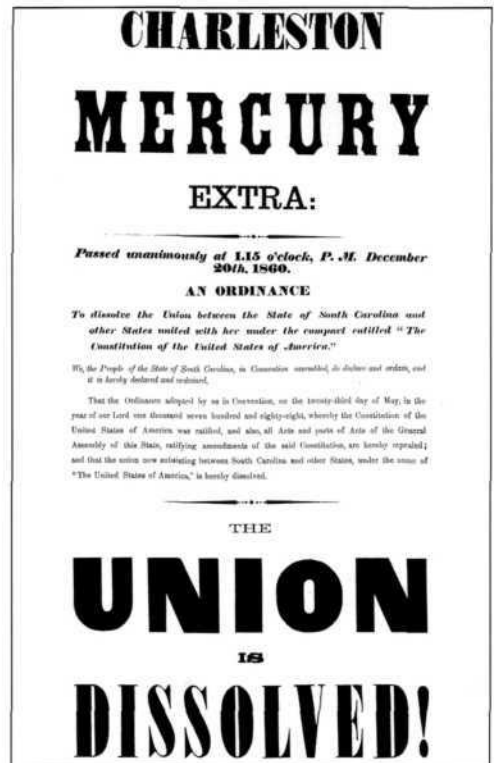 CHARLESTON
MERCURY
EXTRA:
Passed unanimously at 1.15 o'clock, P. M. December
20th, 1860.
AN ORDINANCE
To dissolve the Union between the State of South Carolina and
other States united with her under the compact entitled "The
Constitution of the United States of America."
We, the People of the State of South Carolina, in Convention assembled, do declare and ordain, and
it is hereby declared and ordained,
That the Ordinance adopted by us in Convention, on the twenty-third day of May, in the
year of our Lord one thousand seven hundred and eighty-eight, whereby the Constitution of the
United States of America was ratified, and also, all Acts and parts of Acts of the General
Assembly of this State, ratifying amendments of the said Constitution, are hereby repealed;
and that the union now subsisting between South Carolina and other States, under the name of
"The United States of America," is hereby dissolved.
THE
UNION
IS
DISSOLVED!